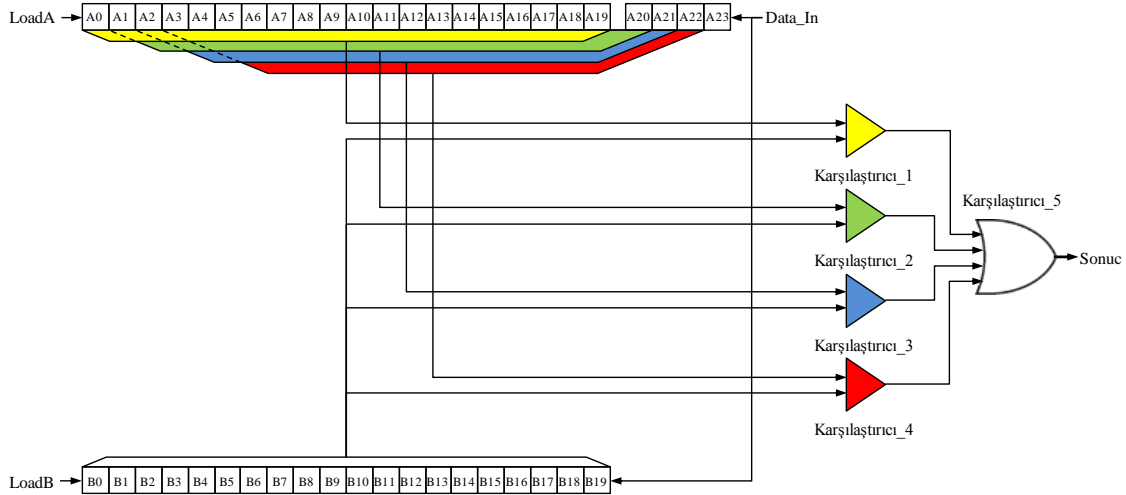 LoadA A0 A1 A2 A3 A4 A5 A6 A7 A8 A9 A10 A11 A12 A13 A14 A15 A16 A17 A18 A19 A20 A21 A22 A23 Data_In
Karşılaştırıcı_1
Karşılaştırıcı_5
Karşılaştırıcı_2
Sonuc
Karşılaştırıcı_3
Karşılaştırıcı_4
LoadB B0 B1 B2 B3 B4 B5 B6 B7 B8 B9 B10 B11 B12 B13 B14 B15 B16 B17 B18 B19